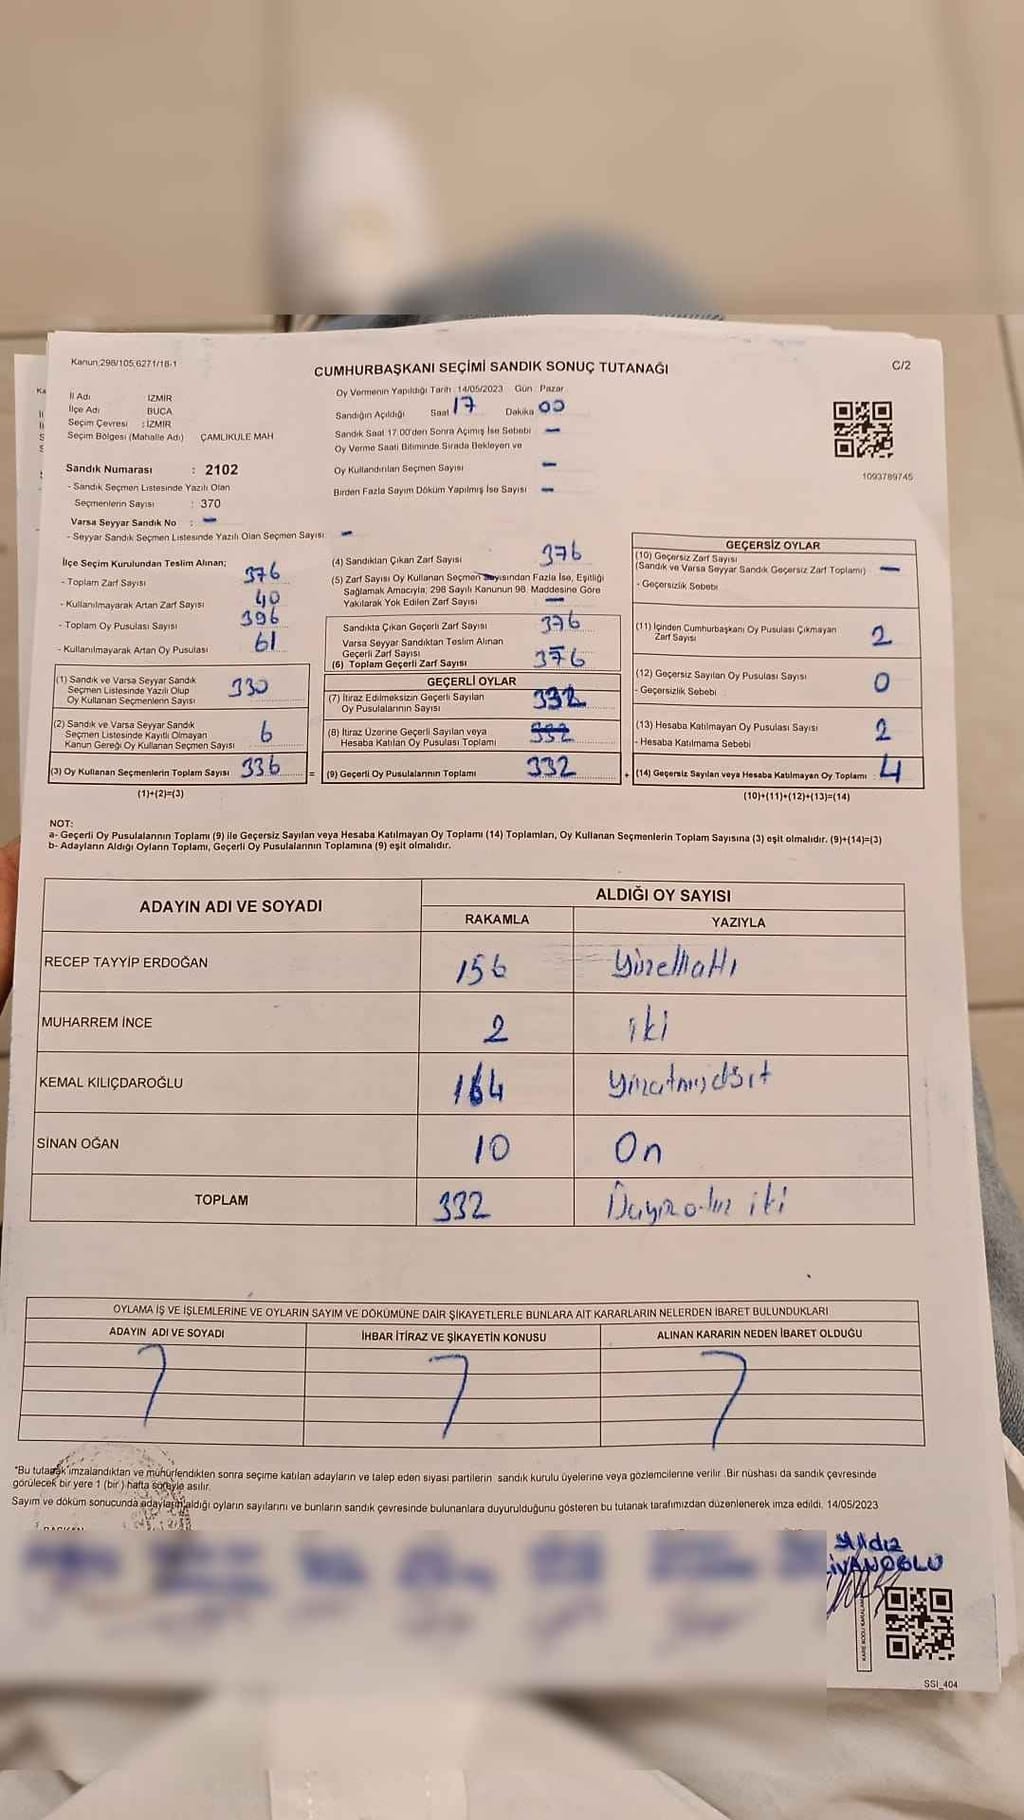 Kanun;298/105,6271/18-1
C/2
CUMHURBAŞKANI SEÇİMİ SANDIK SONUÇ TUTANAĞI
İl Adı İZMİR
İlçe Adı BUCA
Seçim Çevresi : İZMİR
Seçim Bölgesi (Mahalle Adı) ÇAMLIKULE MAH
Sandık Numarası : 2102
- Sandık Seçmen Listesinde Yazılı Olan
Seçmenlerin Sayısı : 370
Varsa Seyyar Sandık No : –
- Seyyar Sandık Seçmen Listesinde Yazılı Olan Seçmen Sayısı: –
Oy Vermenin Yapıldığı Tarih :14/05/2023 Gün Pazar
Sandığın Açıldığı Saat 17 Dakika 00
Sandık Saat 17.00'den Sonra Açımış İse Sebebi –
Oy Verme Saati Bitiminde Sırada Bekleyen ve
Oy Kullandırılan Seçmen Sayısı –
Birden Fazla Sayım Döküm Yapılmış İse Sayısı –
1093789745
İlçe Seçim Kurulundan Teslim Alınan;
- Toplam Zarf Sayısı 376
- Kullanılmayarak Artan Zarf Sayısı 40
- Toplam Oy Pusulası Sayısı 396
- Kullanılmayarak Artan Oy Pusulası 61
(1) Sandık ve Varsa Seyyar Sandık
Seçmen Listesinde Yazılı Olup
Oy Kullanan Seçmenlerin Sayısı 330
(2) Sandık ve Varsa Seyyar Sandık
Seçmen Listesinde Kayıtlı Olmayan
Kanun Gereği Oy Kullanan Seçmen Sayısı 6
(3) Oy Kullanan Seçmenlerin Toplam Sayısı 336
(1)+(2)=(3)
(4) Sandıktan Çıkan Zarf Sayısı 376
(5) Zarf Sayısı Oy Kullanan Seçmen Sayısından Fazla İse, Eşitliği
Sağlamak Amacıyla, 298 Sayılı Kanunun 98. Maddesine Göre
Yakılarak Yok Edilen Zarf Sayısı –
Sandıkta Çıkan Geçerli Zarf Sayısı 376
Varsa Seyyar Sandıktan Teslim Alınan
Geçerli Zarf Sayısı
(6) Toplam Geçerli Zarf Sayısı 376
GEÇERLİ OYLAR
(7) İtiraz Edilmeksizin Geçerli Sayılan
Oy Pusulalarının Sayısı 332
(8) İtiraz Üzerine Geçerli Sayılan veya
Hesaba Katılan Oy Pusulası Toplamı 332
= (9) Geçerli Oy Pusulalarının Toplamı 332
GEÇERSİZ OYLAR
(10) Geçersiz Zarf Sayısı
(Sandık ve Varsa Seyyar Sandık Geçersiz Zarf Toplamı) –
- Geçersizlik Sebebi
(11) İçinden Cumhurbaşkanı Oy Pusulası Çıkmayan
Zarf Sayısı 2
(12) Geçersiz Sayılan Oy Pusulası Sayısı 0
- Geçersizlik Sebebi
(13) Hesaba Katılmayan Oy Pusulası Sayısı 2
- Hesaba Katılmama Sebebi
+ (14) Geçersiz Sayılan veya Hesaba Katılmayan Oy Toplamı : 4
(10)+(11)+(12)+(13)=(14)
NOT:
a- Geçerli Oy Pusulalarının Toplamı (9) ile Geçersiz Sayılan veya Hesaba Katılmayan Oy Toplamı (14) Toplamları, Oy Kullanan Seçmenlerin Toplam Sayısına (3) eşit olmalıdır. (9)+(14)=(3)
b- Adayların Aldığı Oyların Toplamı, Geçerli Oy Pusulalarının Toplamına (9) eşit olmalıdır.
ADAYIN ADI VE SOYADI
ALDIĞI OY SAYISI
RAKAMLA YAZIYLA
RECEP TAYYİP ERDOĞAN 156 Yüzelliatlı
MUHARREM İNCE 2 iki
KEMAL KILIÇDAROĞLU 164
SİNAN OĞAN 10 On
TOPLAM 332 iki
OYLAMA İŞ VE İŞLEMLERİNE VE OYLARIN SAYIM VE DÖKÜMÜNE DAİR ŞİKAYETLERLE BUNLARA AİT KARARLARIN NELERDEN İBARET BULUNDUKLARI
ADAYIN ADI VE SOYADI İHBAR İTİRAZ VE ŞİKAYETİN KONUSU ALINAN KARARIN NEDEN İBARET OLDUĞU
*Bu tutanak imzalandıktan ve mühürlendikten sonra seçime katılan adayların ve talep eden siyasi partilerin sandık kurulu üyelerine veya gözlemcilerine verilir .Bir nüshası da sandık çevresinde
görülecek bir yere 1 (bir) hafta süreyle asılır.
Sayım ve döküm sonucunda adayların aldığı oyların sayılarını ve bunların sandık çevresinde bulunanlara duyurulduğunu gösteren bu tutanak tarafımızdan düzenlenerek imza edildi. 14/05/2023
Yıldız
SSİ_404